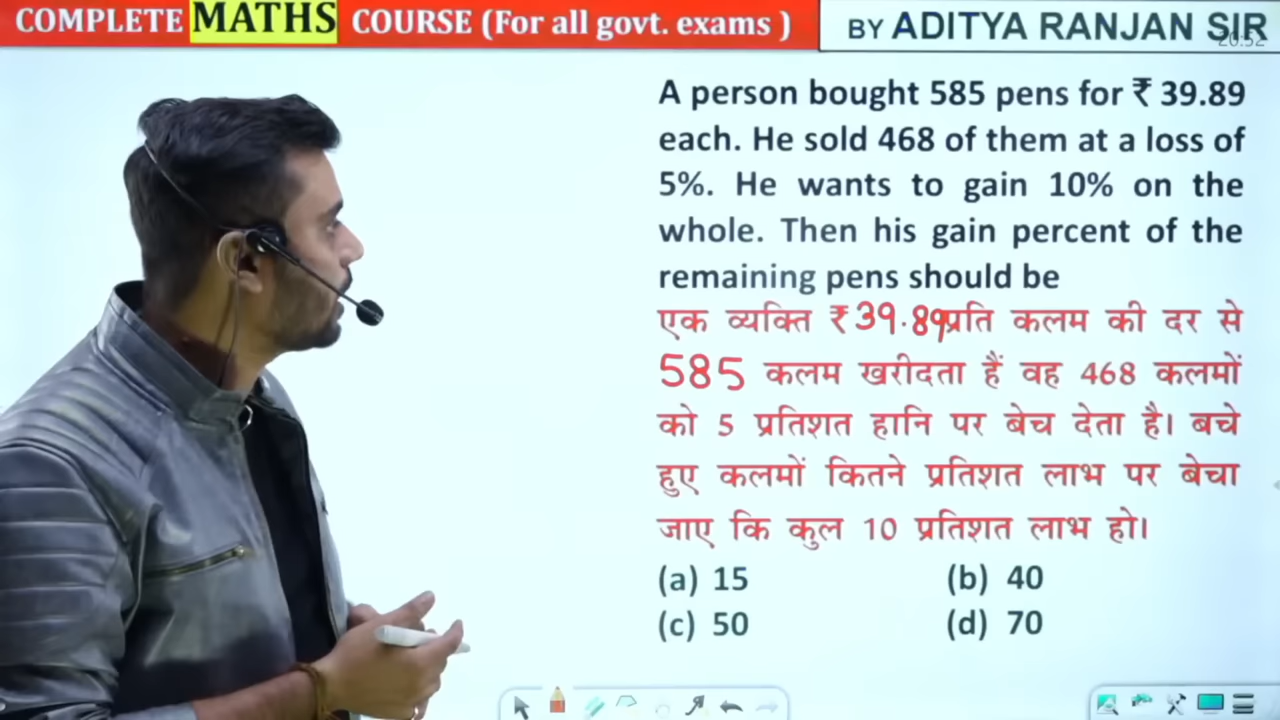 COMPLETE MATHS COURSE (For all govt. exams )
BY ADITYA RANJAN SIR
20:52
A person bought 585 pens for ₹ 39.89
each. He sold 468 of them at a loss of
5%. He wants to gain 10% on the
whole. Then his gain percent of the
remaining pens should be
एक व्यक्ति ₹39.89प्रति कलम की दर से
585 कलम खरीदता हैं वह 468 कलमों
को 5 प्रतिशत हानि पर बेच देता है। बचे
हुए कलमों कितने प्रतिशत लाभ पर बेचा
जाए कि कुल 10 प्रतिशत लाभ हो।
(a) 15 (b) 40
(c) 50 (d) 70